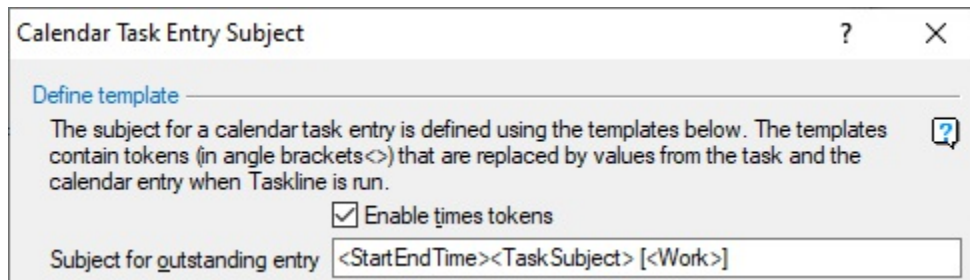 Calendar Task Entry Subject ?
Define template
The subject for a calendar task entry is defined using the templates below. The templates
contain tokens (in angle brackets<>) that are replaced by values from the task and the
calendar entry when Taskline is run.
Enable times tokens
Subject for outstanding entry <StartEndTime><TaskSubject> [<Work>]